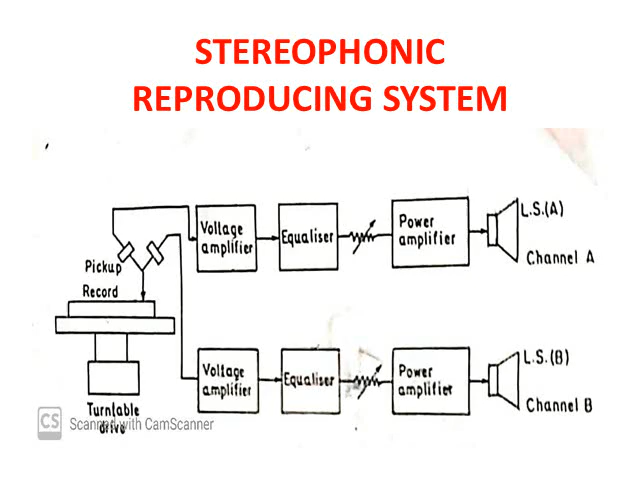 STEREOPHONIC
REPRODUCING SYSTEM
Voltage
amplifier
Equaliser
Power
amplifier
L.S.(A)
Channel A
Pickup
Record
Voltage
amplifier
Equaliser
Power
amplifier
L.S.(B)
Channel B
Turntable
drive
CS Scanned with CamScanner